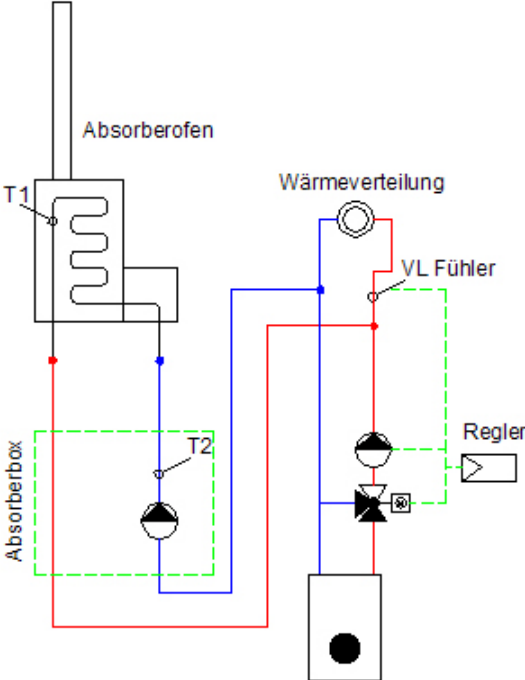 Absorberofen
T1
Wärmeverteilung
VL Fühler
Regler
T2
Absorberbox